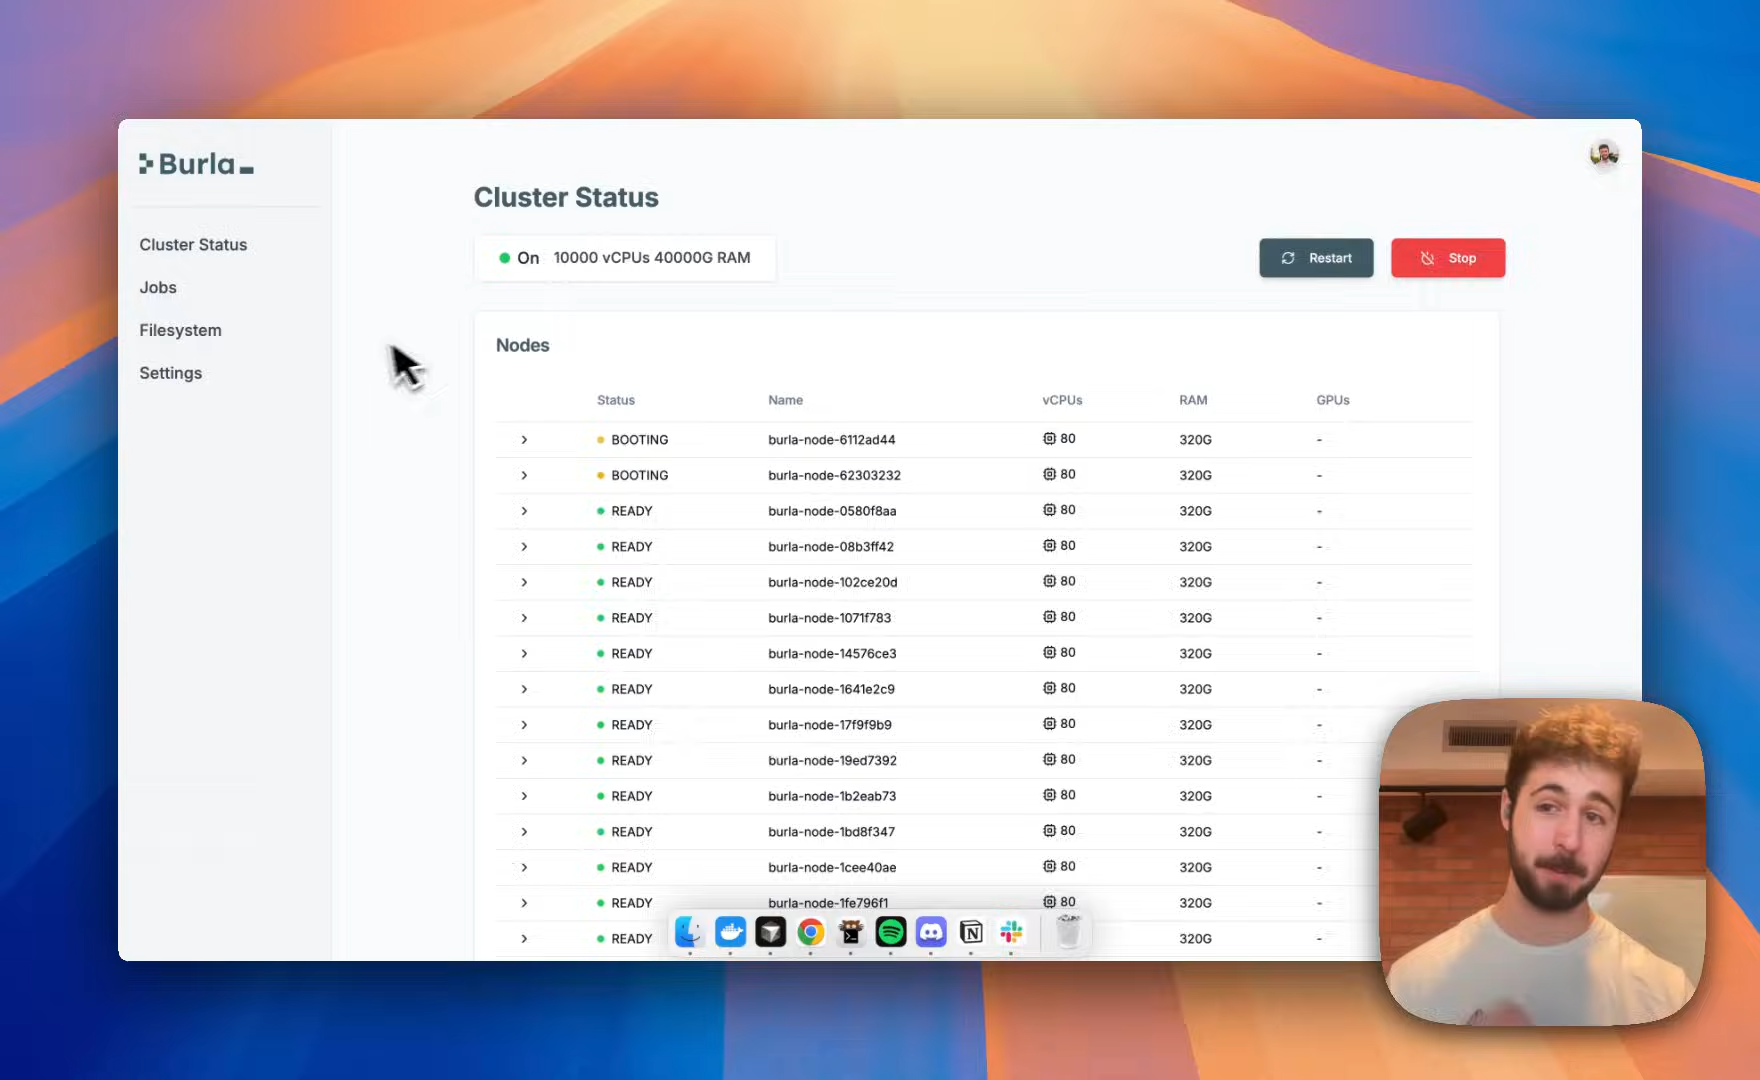 Burla
Cluster Status
Jobs
Filesystem
Settings
Cluster Status
On 10000 vCPUs 40000G RAM
Restart
Stop
Nodes
Status Name vCPUs RAM GPUs
BOOTING burla-node-6112ad44 80 320G -
BOOTING burla-node-62303232 80 320G -
READY burla-node-0580f8aa 80 320G -
READY burla-node-08b3ff42 80 320G -
READY burla-node-102ce20d 80 320G -
READY burla-node-1071f783 80 320G -
READY burla-node-14576ce3 80 320G -
READY burla-node-1641e2c9 80 320G -
READY burla-node-17f9f9b9 80 320G -
READY burla-node-19ed7392 80 320G -
READY burla-node-1b2eab73 80 320G -
READY burla-node-1bd8f347 80 320G -
READY burla-node-1cee40ae 80 320G -
READY burla-node-1fe796f1 80 320G -
READY 320G -